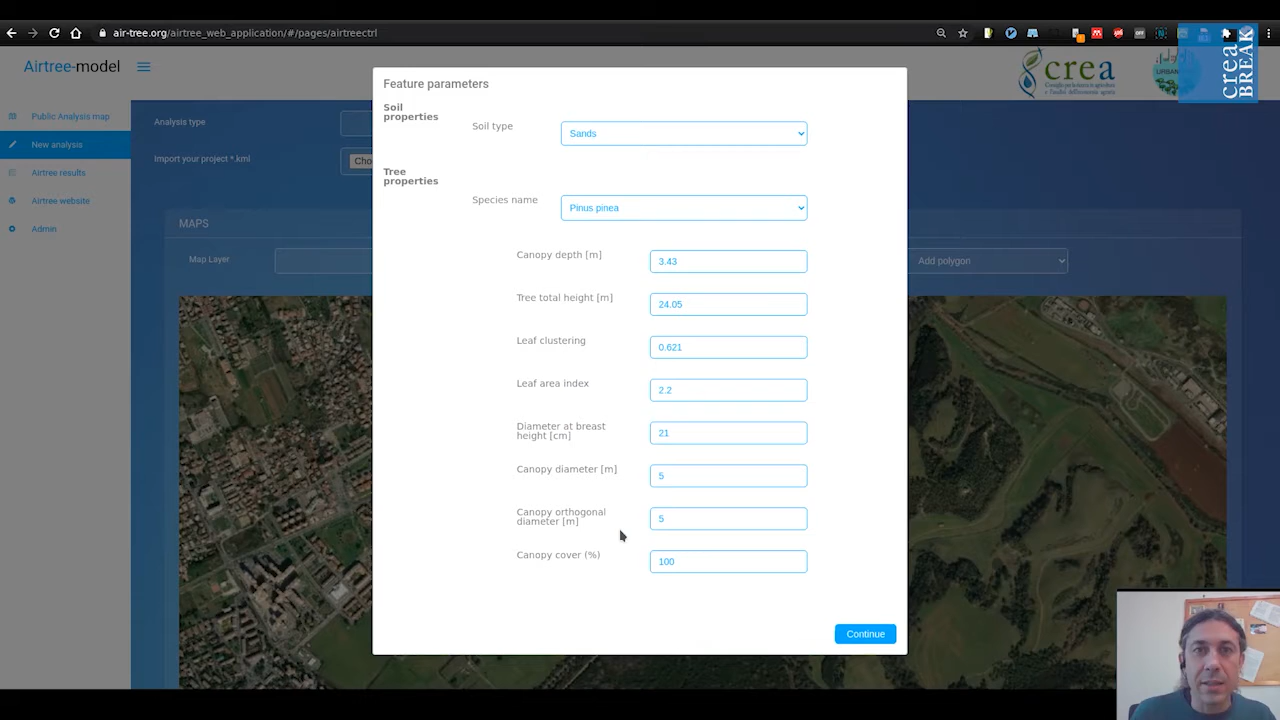 air-tree.org/airtree_web_application/#/pages/airtreectrl
Airtree-model
crea
URBAN
crea
BREAK
Public Analysis map
New analysis
Airtree results
Airtree website
Admin
Analysis type
Import your project *.kml
Cho
MAPS
Map Layer
Add polygon
Feature parameters
Soil
properties
Soil type
Sands
Tree
properties
Species name
Pinus pinea
Canopy depth [m]
3.43
Tree total height [m]
24.05
Leaf clustering
0.621
Leaf area index
2.2
Diameter at breast
height [cm]
21
Canopy diameter [m]
5
Canopy orthogonal
diameter [m]
5
Canopy cover (%)
100
Continue